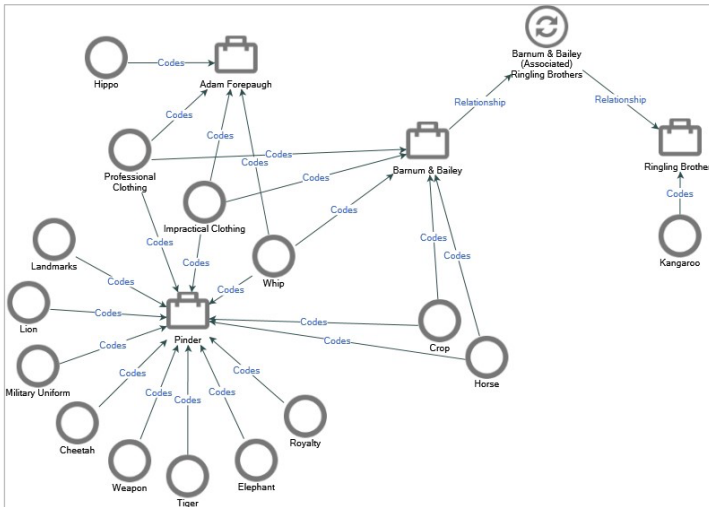 Barnum & Bailey
(Associated)
Ringling Brothers
Codes
Hippo
Adam Forepaugh
Relationship
Relationship
Codes
Codes
Codes
Codes
Professional
Clothing
Barnum & Bailey
Ringling Brother
Codes
Codes
Codes
Impractical Clothing
Codes
Codes
Codes
Kangaroo
Landmarks
Codes
Codes
Whip
Codes
Codes
Lion
Codes
Codes
Crop
Pinder
Codes
Codes
Military Uniform
Horse
Codes
Codes
Codes
Codes
Codes
Cheetah
Royalty
Weapon
Tiger
Elephant